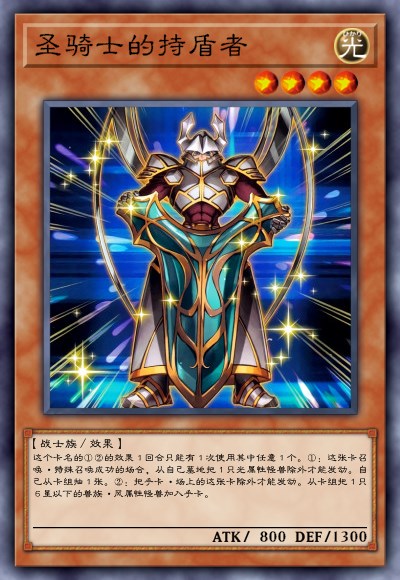 圣骑士的持盾者
光
【战士族／效果】
这个卡名的①②的效果1回合只能有1次使用其中任意1个。①：这张卡召
唤・特殊召唤成功的场合，从自己墓地把1只光属性怪兽除外才能发动。自
己从卡组抽1张。②：把手卡・场上的这张卡除外才能发动。从卡组把1只
6星以下的兽族・风属性怪兽加入手卡。
ATK/ 800 DEF/1300